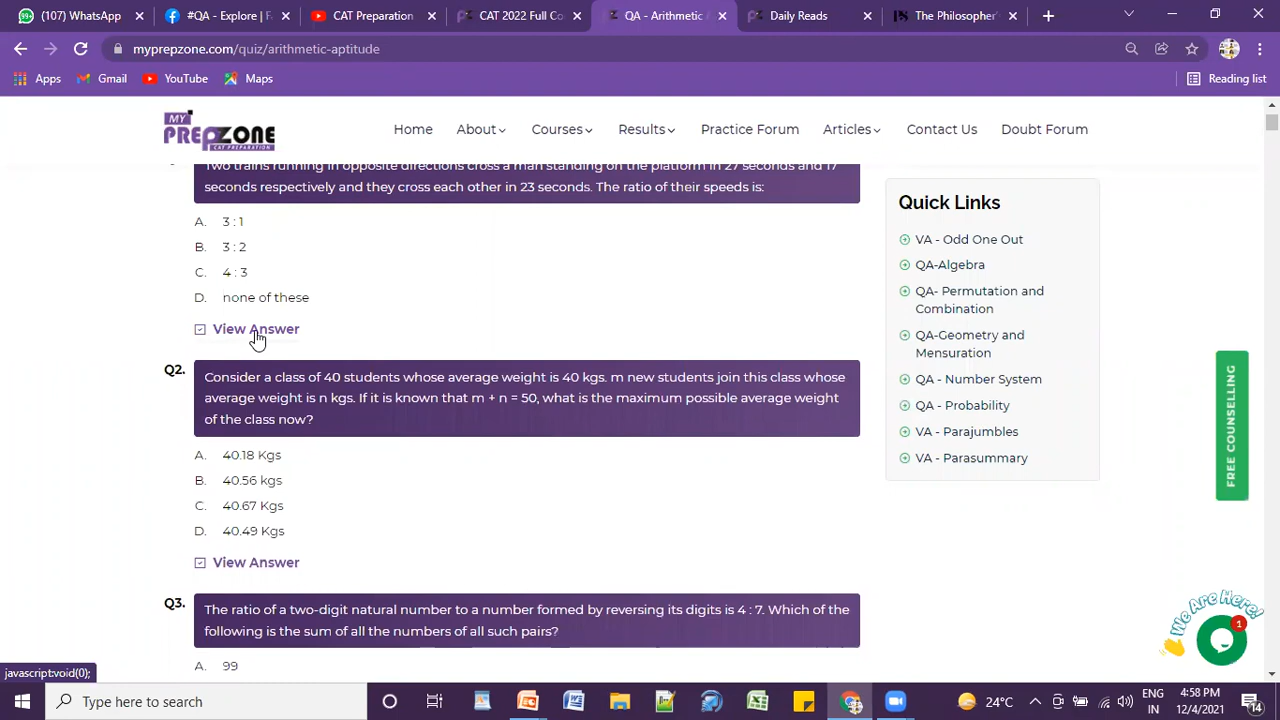 (107) WhatsApp
#QA - Explore | F
CAT Preparation
CAT 2022 Full Co
QA - Arithmetic
Daily Reads
The Philosopher'
myprepzone.com/quiz/arithmetic-aptitude
Apps
Gmail
YouTube
Maps
Reading list
MY
PREPZONE
CAT PREPARATION
Home
About
Courses
Results
Practice Forum
Articles
Contact Us
Doubt Forum
Two trains running in opposite directions cross a man standing on the platform in 27 seconds and 17
seconds respectively and they cross each other in 23 seconds. The ratio of their speeds is:
A. 3 : 1
B. 3 : 2
C. 4 : 3
D. none of these
View Answer
Q2. Consider a class of 40 students whose average weight is 40 kgs. m new students join this class whose
average weight is n kgs. If it is known that m + n = 50, what is the maximum possible average weight
of the class now?
A. 40.18 Kgs
B. 40.56 kgs
C. 40.67 Kgs
D. 40.49 Kgs
View Answer
Q3. The ratio of a two-digit natural number to a number formed by reversing its digits is 4 : 7. Which of the
following is the sum of all the numbers of all such pairs?
A. 99
Quick Links
VA - Odd One Out
QA-Algebra
QA- Permutation and
Combination
QA-Geometry and
Mensuration
QA - Number System
QA - Probability
VA - Parajumbles
VA - Parasummary
FREE COUNSELLING
We Are Here!
1
javascript:void(0);
Type here to search
24°C
ENG
IN
4:58 PM
12/4/2021
14